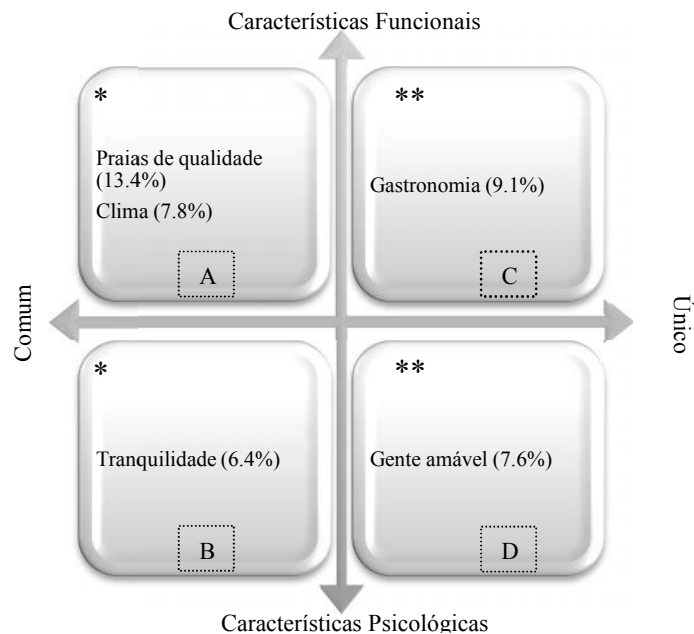 Características Funcionais
*
**
Praias de qualidade
(13.4%)
Clima (7.8%)
Gastronomia (9.1%)
A
C
Comum
Único
*
**
Tranquilidade (6.4%)
Gente amável (7.6%)
B
D
Características Psicológicas